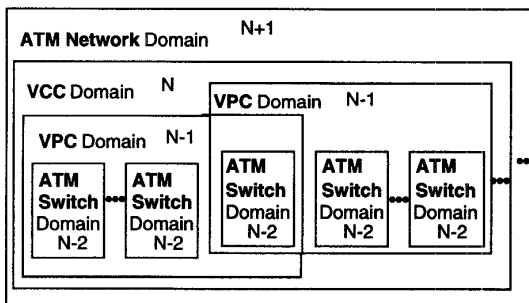 ATM Network Domain N+1
VCC Domain N
VPC Domain N-1
VPC Domain N-1
ATM Switch Domain N-2
ATM Switch Domain N-2
ATM Switch Domain N-2
ATM Switch Domain N-2
ATM Switch Domain N-2